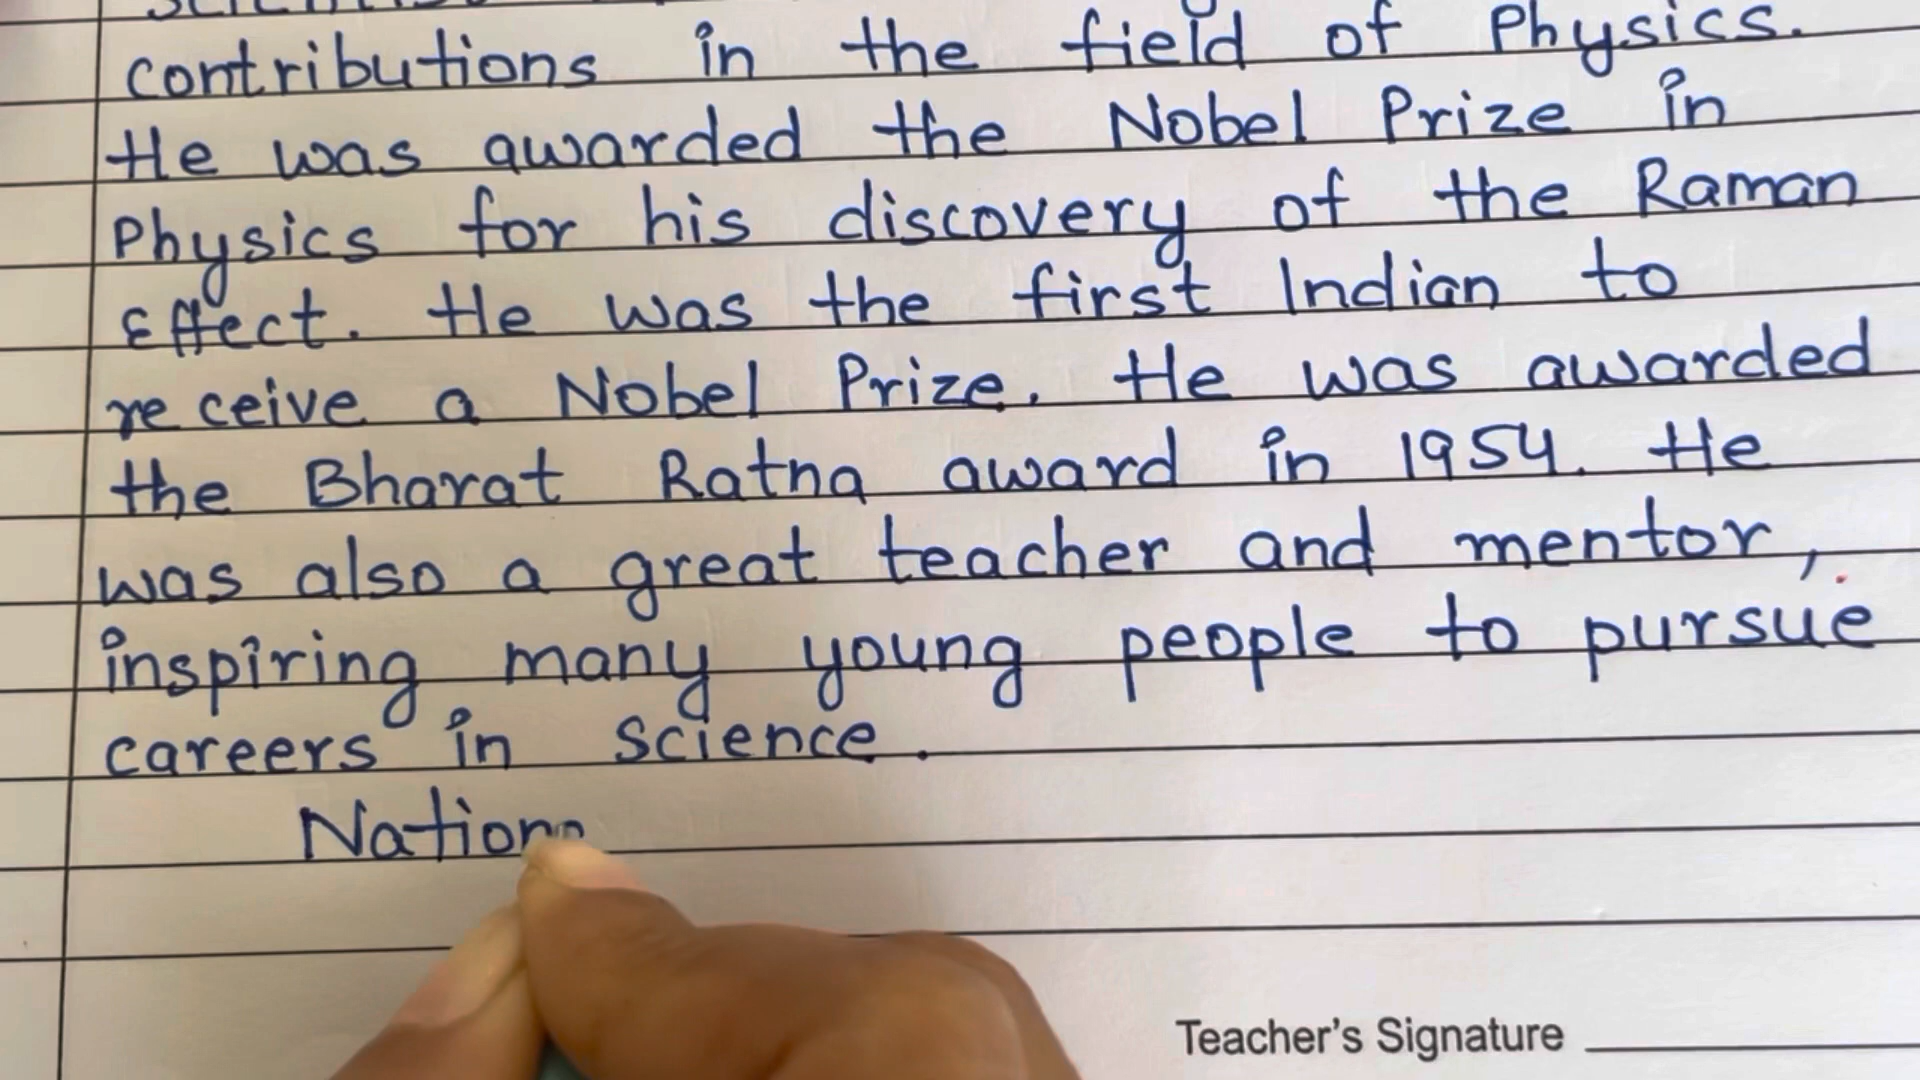 contributions in the field of Physics.
He was awarded the Nobel Prize in
Physics for his discovery of the Raman
Effect. He was the first Indian to
receive a Nobel Prize. He was awarded
the Bharat Ratna award in 1954. He
was also a great teacher and mentor,
inspiring many young people to pursue
careers in science.
Teacher's Signature